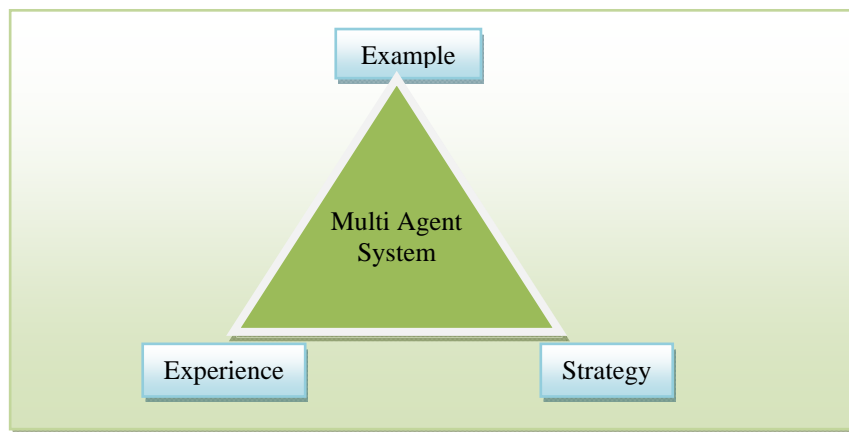 Example
Multi Agent
System
Experience
Strategy